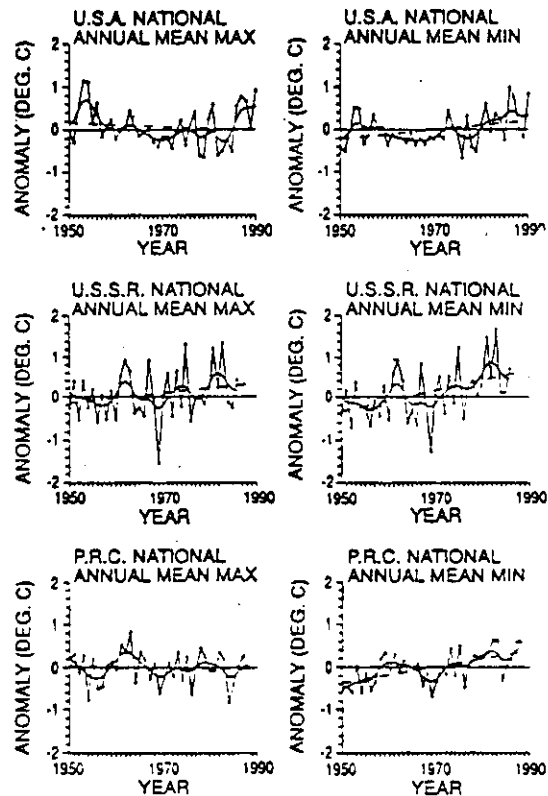 U.S.A. NATIONAL
ANNUAL MEAN MAX
ANOMALY (DEG. C)
2
1
0
-1
-2
1950
1970
1990
YEAR
U.S.A. NATIONAL
ANNUAL MEAN MIN
ANOMALY (DEG. C)
2
1
0
-1
-2
1950
1970
199
YEAR
U.S.S.R. NATIONAL
ANNUAL MEAN MAX
ANOMALY (DEG. C)
2
1
0
-1
-2
1950
1970
1990
YEAR
U.S.S.R. NATIONAL
ANNUAL MEAN MIN
ANOMALY (DEG. C)
2
1
0
-1
-2
1950
1970
1990
YEAR
P.R.C. NATIONAL
ANNUAL MEAN MAX
ANOMALY (DEG. C)
2
1
0
-1
-2
1950
1970
1990
YEAR
P.R.C. NATIONAL
ANNUAL MEAN MIN
ANOMALY (DEG. C)
2
1
0
-1
-2
1950
1970
1990
YEAR